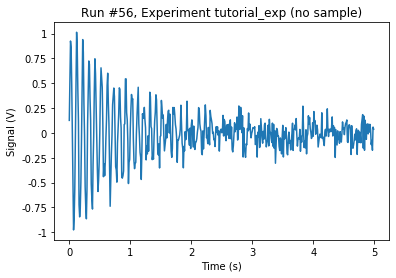 Run #56, Experiment tutorial_exp (no sample)
Signal (V)
1
0.75
0.5
0.25
0
-0.25
-0.5
-0.75
-1
0 1 2 3 4 5
Time (s)